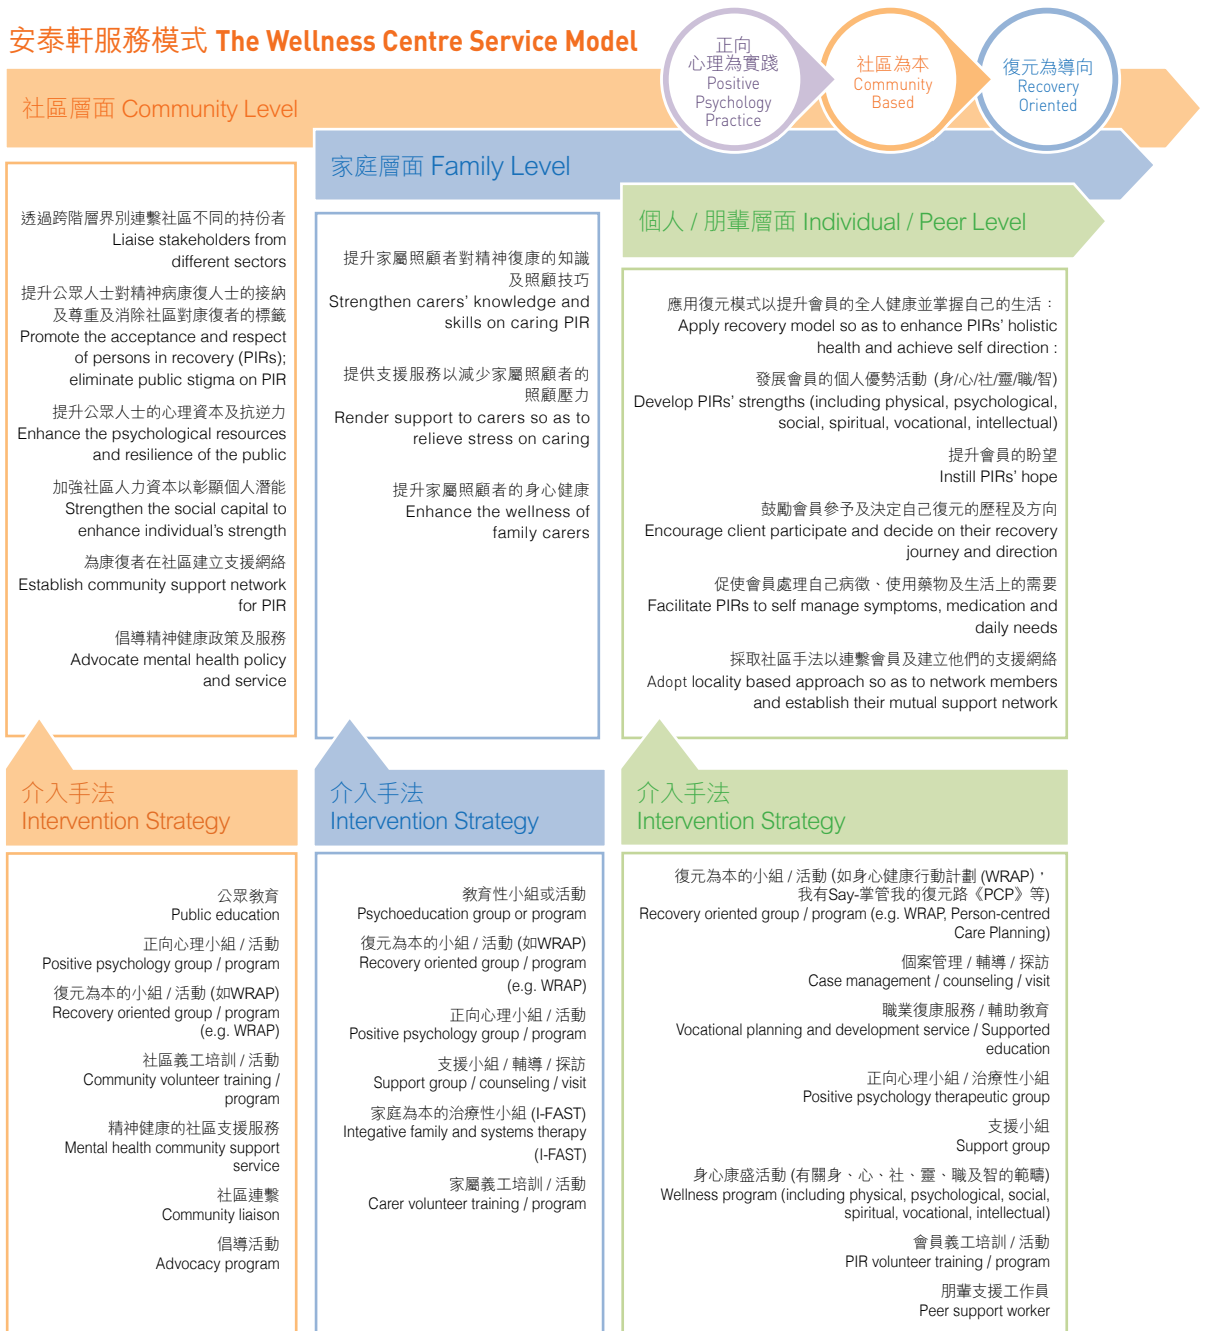 安泰軒服務模式 The Wellness Centre Service Model
正向
心理為實踐
Positive
Psychology
Practice
社區為本
Community
Based
復元為導向
Recovery
Oriented
社區層面 Community Level
家庭層面 Family Level
個人 / 朋輩層面 Individual / Peer Level
透過跨階層界別連繫社區不同的持份者
Liaise stakeholders from
different sectors
提升公眾人士對精神病康復人士的接納
及尊重及消除社區對康復者的標籤
Promote the acceptance and respect
of persons in recovery (PIRs);
eliminate public stigma on PIR
提升公眾人士的心理資本及抗逆力
Enhance the psychological resources
and resilience of the public
加強社區人力資本以彰顯個人潛能
Strengthen the social capital to
enhance individual's strength
為康復者在社區建立支援網絡
Establish community support network
for PIR
倡導精神健康政策及服務
Advocate mental health policy
and service
提升家屬照顧者對精神復康的知識
及照顧技巧
Strengthen carers' knowledge and
skills on caring PIR
提供支援服務以減少家屬照顧者的
照顧壓力
Render support to carers so as to
relieve stress on caring
提升家屬照顧者的身心健康
Enhance the wellness of
family carers
應用復元模式以提升會員的全人健康並掌握自己的生活：
Apply recovery model so as to enhance PIRs' holistic
health and achieve self direction :
發展會員的個人優勢活動 (身/心/社/靈/職/智)
Develop PIRs' strengths (including physical, psychological,
social, spiritual, vocational, intellectual)
提升會員的盼望
Instill PIRs' hope
鼓勵會員參予及決定自己復元的歷程及方向
Encourage client participate and decide on their recovery
journey and direction
促使會員處理自己病徵、使用藥物及生活上的需要
Facilitate PIRs to self manage symptoms, medication and
daily needs
採取社區手法以連繫會員及建立他們的支援網絡
Adopt locality based approach so as to network members
and establish their mutual support network
介入手法
Intervention Strategy
公眾教育
Public education
正向心理小組 / 活動
Positive psychology group / program
復元為本的小組 / 活動 (如WRAP)
Recovery oriented group / program
(e.g. WRAP)
社區義工培訓 / 活動
Community volunteer training /
program
精神健康的社區支援服務
Mental health community support
service
社區連繫
Community liaison
倡導活動
Advocacy program
介入手法
Intervention Strategy
教育性小組或活動
Psychoeducation group or program
復元為本的小組 / 活動 (如WRAP)
Recovery oriented group / program
(e.g. WRAP)
正向心理小組 / 活動
Positive psychology group / program
支援小組 / 輔導 / 探訪
Support group / counseling / visit
家庭為本的治療性小組 (I-FAST)
Integative family and systems therapy
(I-FAST)
家屬義工培訓 / 活動
Carer volunteer training / program
介入手法
Intervention Strategy
復元為本的小組 / 活動 (如身心健康行動計劃 (WRAP)，
我有Say-掌管我的復元路《PCP》等)
Recovery oriented group / program (e.g. WRAP, Person-centred
Care Planning)
個案管理 / 輔導 / 探訪
Case management / counseling / visit
職業復康服務 / 輔助教育
Vocational planning and development service / Supported
education
正向心理小組 / 治療性小組
Positive psychology therapeutic group
支援小組
Support group
身心康盛活動 (有關身、心、社、靈、職及智的範疇)
Wellness program (including physical, psychological, social,
spiritual, vocational, intellectual)
會員義工培訓 / 活動
PIR volunteer training / program
朋輩支援工作員
Peer support worker